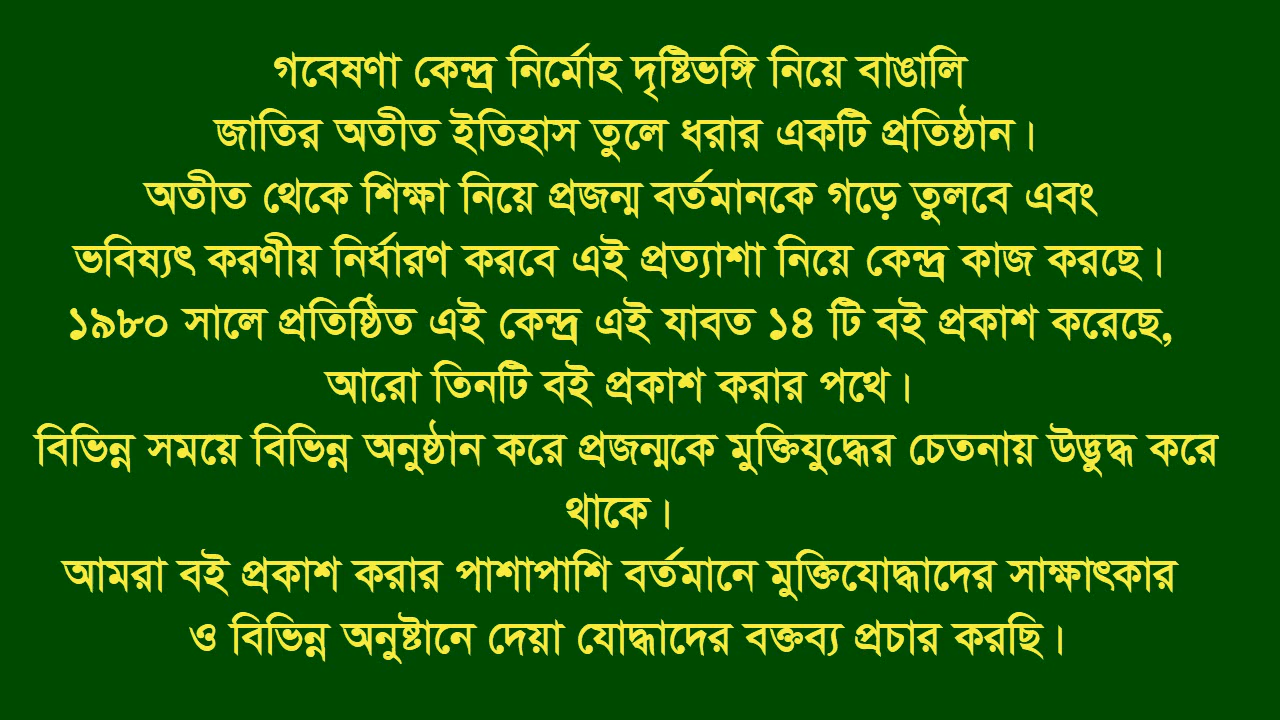 গবেষণা কেন্দ্র নির্মোহ দৃষ্টিভঙ্গি নিয়ে বাঙালি
জাতির অতীত ইতিহাস তুলে ধরার একটি প্রতিষ্ঠান।
অতীত থেকে শিক্ষা নিয়ে প্রজন্ম বর্তমানকে গড়ে তুলবে এবং
ভবিষ্যৎ করণীয় নির্ধারণ করবে এই প্রত্যাশা নিয়ে কেন্দ্র কাজ করছে।
১৯৮০ সালে প্রতিষ্ঠিত এই কেন্দ্র এই যাবত ১৪ টি বই প্রকাশ করেছে,
আরো তিনটি বই প্রকাশ করার পথে।
বিভিন্ন সময়ে বিভিন্ন অনুষ্ঠান করে প্রজন্মকে মুক্তিযুদ্ধের চেতনায় উদ্ভুদ্ধ করে
থাকে।
আমরা বই প্রকাশ করার পাশাপাশি বর্তমানে মুক্তিযোদ্ধাদের সাক্ষাৎকার
ও বিভিন্ন অনুষ্টানে দেয়া যোদ্ধাদের বক্তব্য প্রচার করছি।